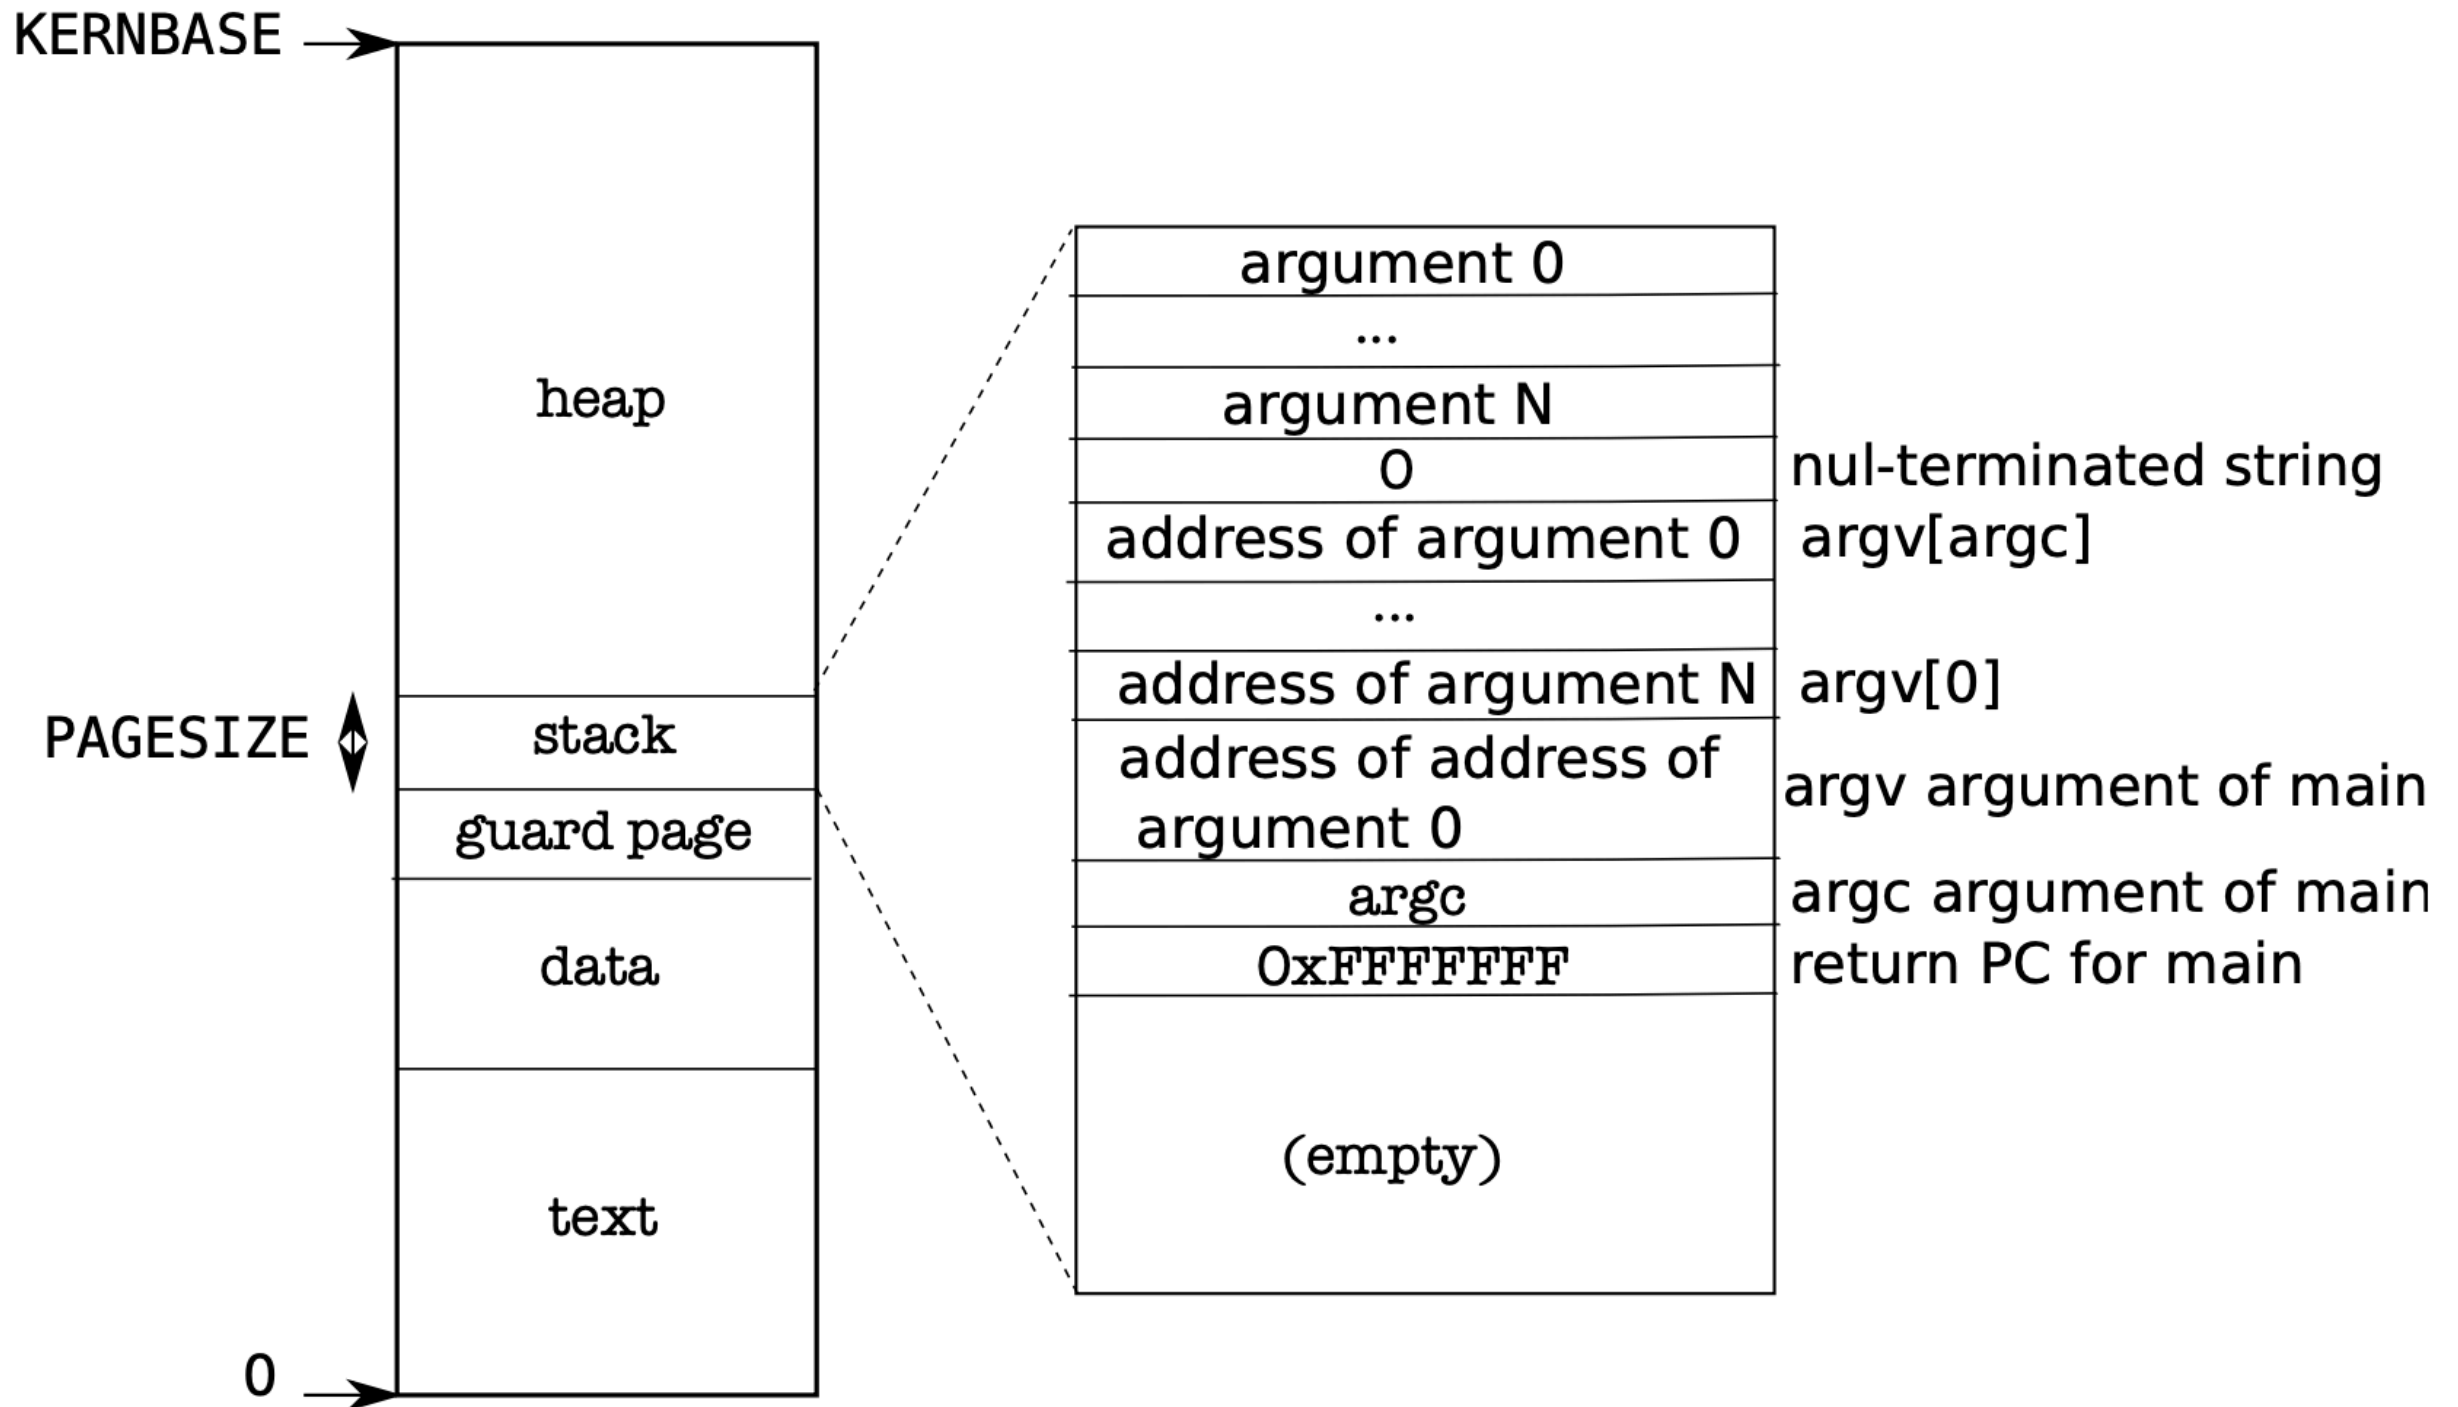 KERNBASE
heap
PAGESIZE
stack
guard page
data
text
0
argument 0
...
argument N
0 nul-terminated string
address of argument 0 argv[argc]
...
address of argument N argv[0]
address of address of
argument 0
argv argument of main
argc argc argument of main
0xFFFFFFF return PC for main
(empty)